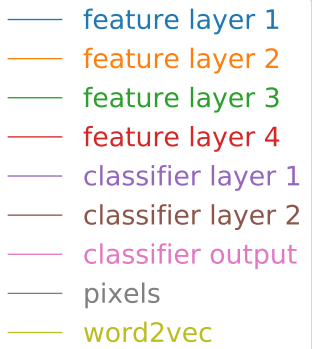 feature layer 1
feature layer 2
feature layer 3
feature layer 4
classifier layer 1
classifier layer 2
classifier output
pixels
word2vec